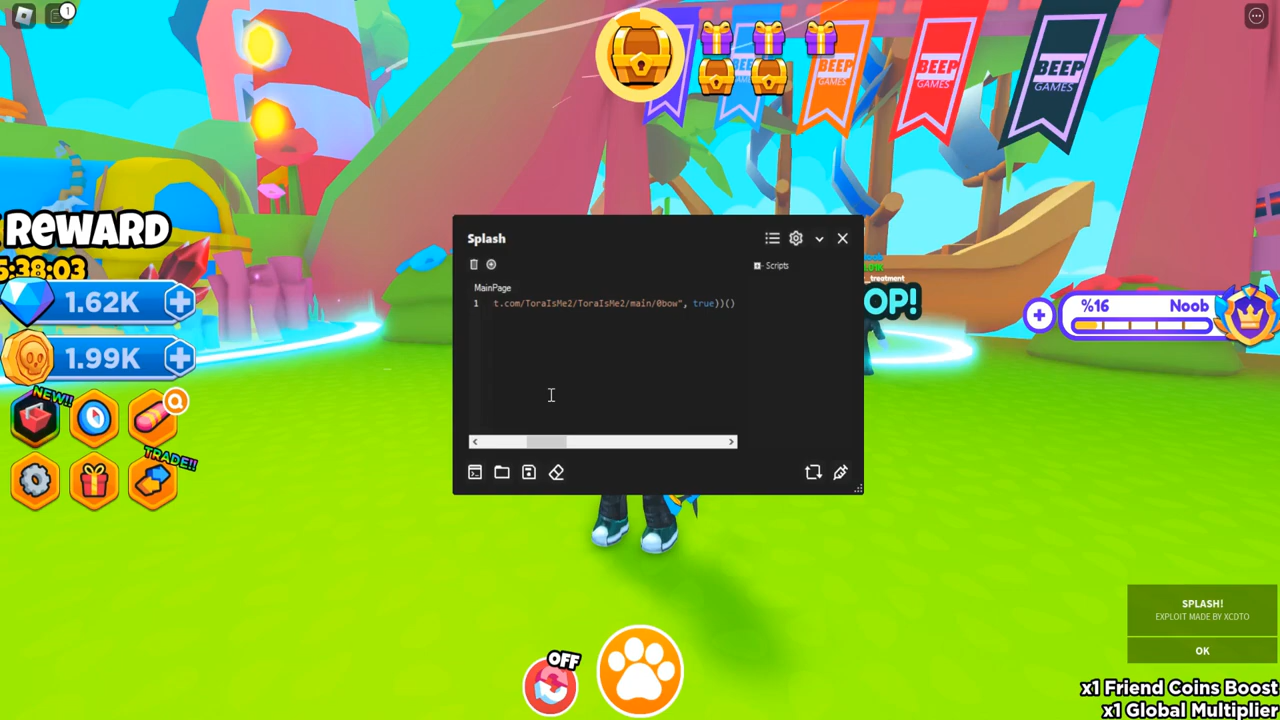 1
BEEP
GAMES
BEEP
GAMES
BEEP
GAMES
REWARD
5:38:03
1.62K
1.99K
NEW!!
TRADE!!
Splash
Scripts
MainPage
1 t.com/ToraIsMe2/ToraIsMe2/main/0bow", true))()
_treatment
OP!
%16 Noob
SPLASH!
EXPLOIT MADE BY XCDTO
OK
OFF
x1 Friend Coins Boost
x1 Global Multiplier